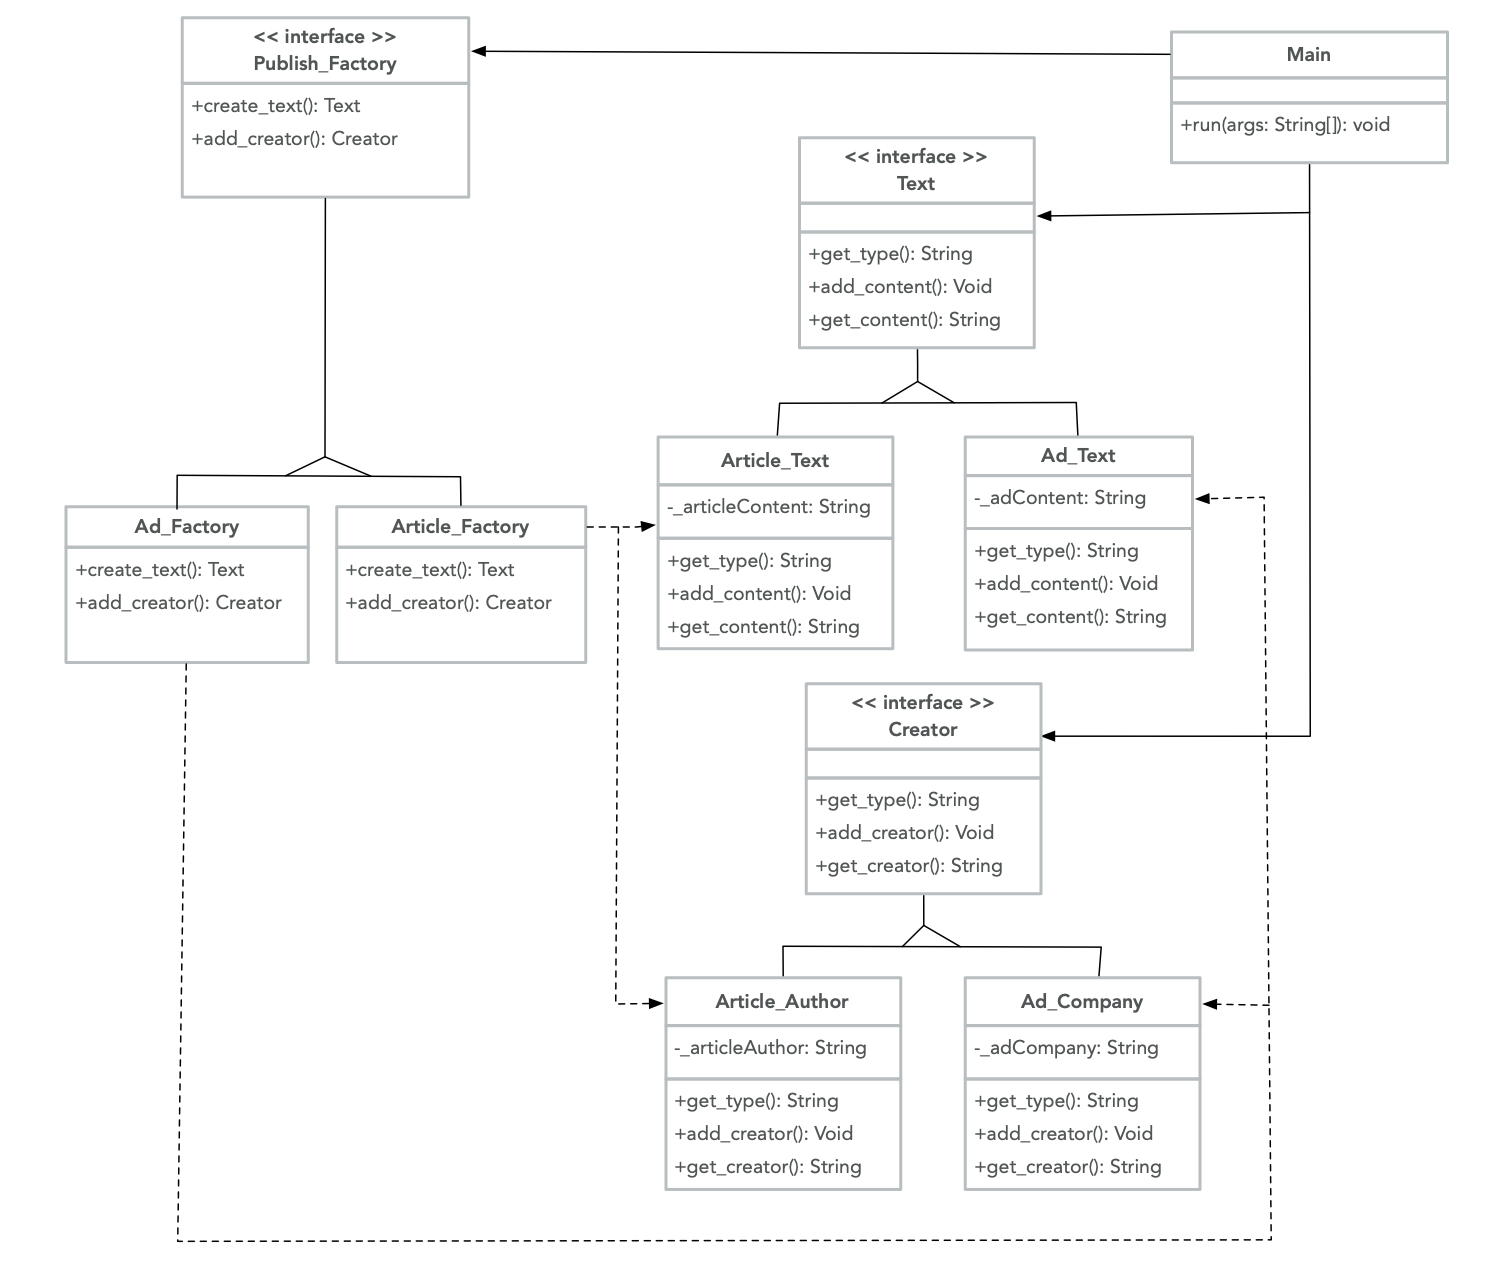 << interface >>
Publish_Factory
+create_text(): Text
+add_creator(): Creator
Main
+run(args: String[]): void
<< interface >>
Text
+get_type(): String
+add_content(): Void
+get_content(): String
Ad_Factory
+create_text(): Text
+add_creator(): Creator
Article_Factory
+create_text(): Text
+add_creator(): Creator
Article_Text
-_articleContent: String
+get_type(): String
+add_content(): Void
+get_content(): String
Ad_Text
-_adContent: String
+get_type(): String
+add_content(): Void
+get_content(): String
<< interface >>
Creator
+get_type(): String
+add_creator(): Void
+get_creator(): String
Article_Author
-_articleAuthor: String
+get_type(): String
+add_creator(): Void
+get_creator(): String
Ad_Company
-_adCompany: String
+get_type(): String
+add_creator(): Void
+get_creator(): String